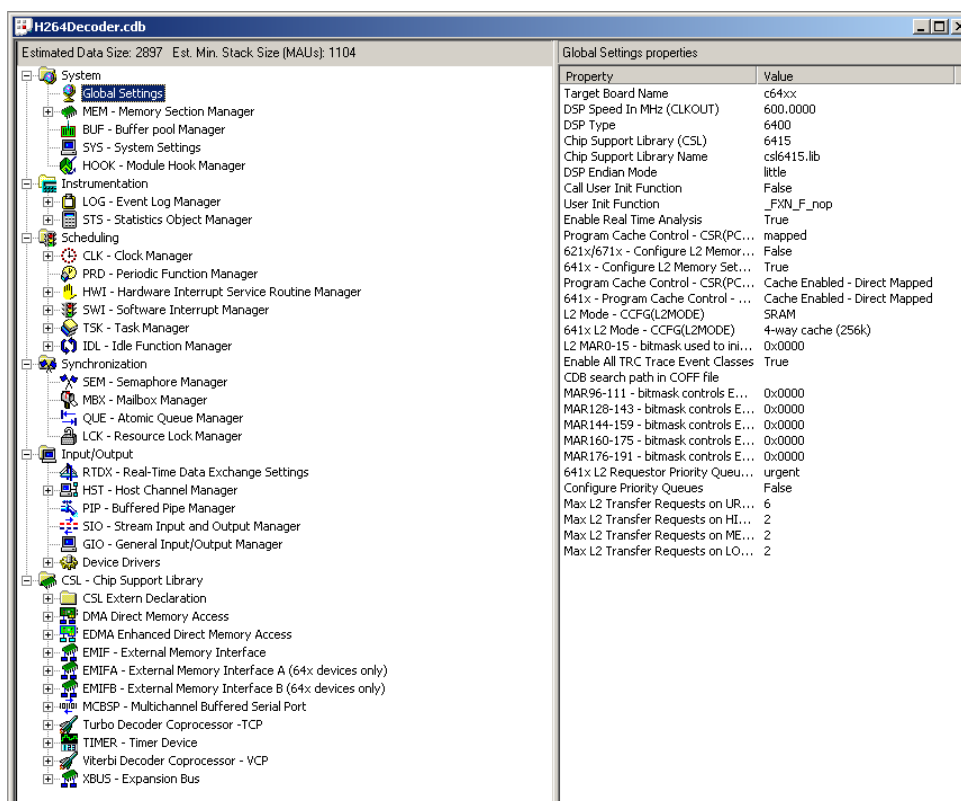 H264Decoder.cdb
Estimated Data Size: 2897 Est. Min. Stack Size (MAUs): 1104
System
Global Settings
MEM - Memory Section Manager
BUF - Buffer pool Manager
SYS - System Settings
HOOK - Module Hook Manager
Instrumentation
LOG - Event Log Manager
STS - Statistics Object Manager
Scheduling
CLK - Clock Manager
PRD - Periodic Function Manager
HWI - Hardware Interrupt Service Routine Manager
SWI - Software Interrupt Manager
TSK - Task Manager
IDL - Idle Function Manager
Synchronization
SEM - Semaphore Manager
MBX - Mailbox Manager
QUE - Atomic Queue Manager
LCK - Resource Lock Manager
Input/Output
RTDX - Real-Time Data Exchange Settings
HST - Host Channel Manager
PIP - Buffered Pipe Manager
SIO - Stream Input and Output Manager
GIO - General Input/Output Manager
Device Drivers
CSL - Chip Support Library
CSL Extern Declaration
DMA Direct Memory Access
EDMA Enhanced Direct Memory Access
EMIF - External Memory Interface
EMIFA - External Memory Interface A (64x devices only)
EMIFB - External Memory Interface B (64x devices only)
MCBSP - Multichannel Buffered Serial Port
Turbo Decoder Coprocessor -TCP
TIMER - Timer Device
Viterbi Decoder Coprocessor - VCP
XBUS - Expansion Bus
Global Settings properties
Property Value
Target Board Name c64xx
DSP Speed In MHz (CLKOUT) 600.0000
DSP Type 6400
Chip Support Library (CSL) 6415
Chip Support Library Name csl6415.lib
DSP Endian Mode little
Call User Init Function False
User Init Function _FXN_F_nop
Enable Real Time Analysis True
Program Cache Control - CSR(PC... mapped
621x/671x - Configure L2 Memor... False
641x - Configure L2 Memory Set... True
Program Cache Control - CSR(PC... Cache Enabled - Direct Mapped
641x - Program Cache Control - ... Cache Enabled - Direct Mapped
L2 Mode - CCFG(L2MODE) SRAM
641x L2 Mode - CCFG(L2MODE) 4-way cache (256k)
L2 MAR0-15 - bitmask used to ini... 0x0000
Enable All TRC Trace Event Classes True
CDB search path in COFF file
MAR96-111 - bitmask controls E... 0x0000
MAR128-143 - bitmask controls E... 0x0000
MAR144-159 - bitmask controls E... 0x0000
MAR160-175 - bitmask controls E... 0x0000
MAR176-191 - bitmask controls E... 0x0000
641x L2 Requestor Priority Queu... urgent
Configure Priority Queues False
Max L2 Transfer Requests on UR... 6
Max L2 Transfer Requests on HI... 2
Max L2 Transfer Requests on ME... 2
Max L2 Transfer Requests on LO... 2